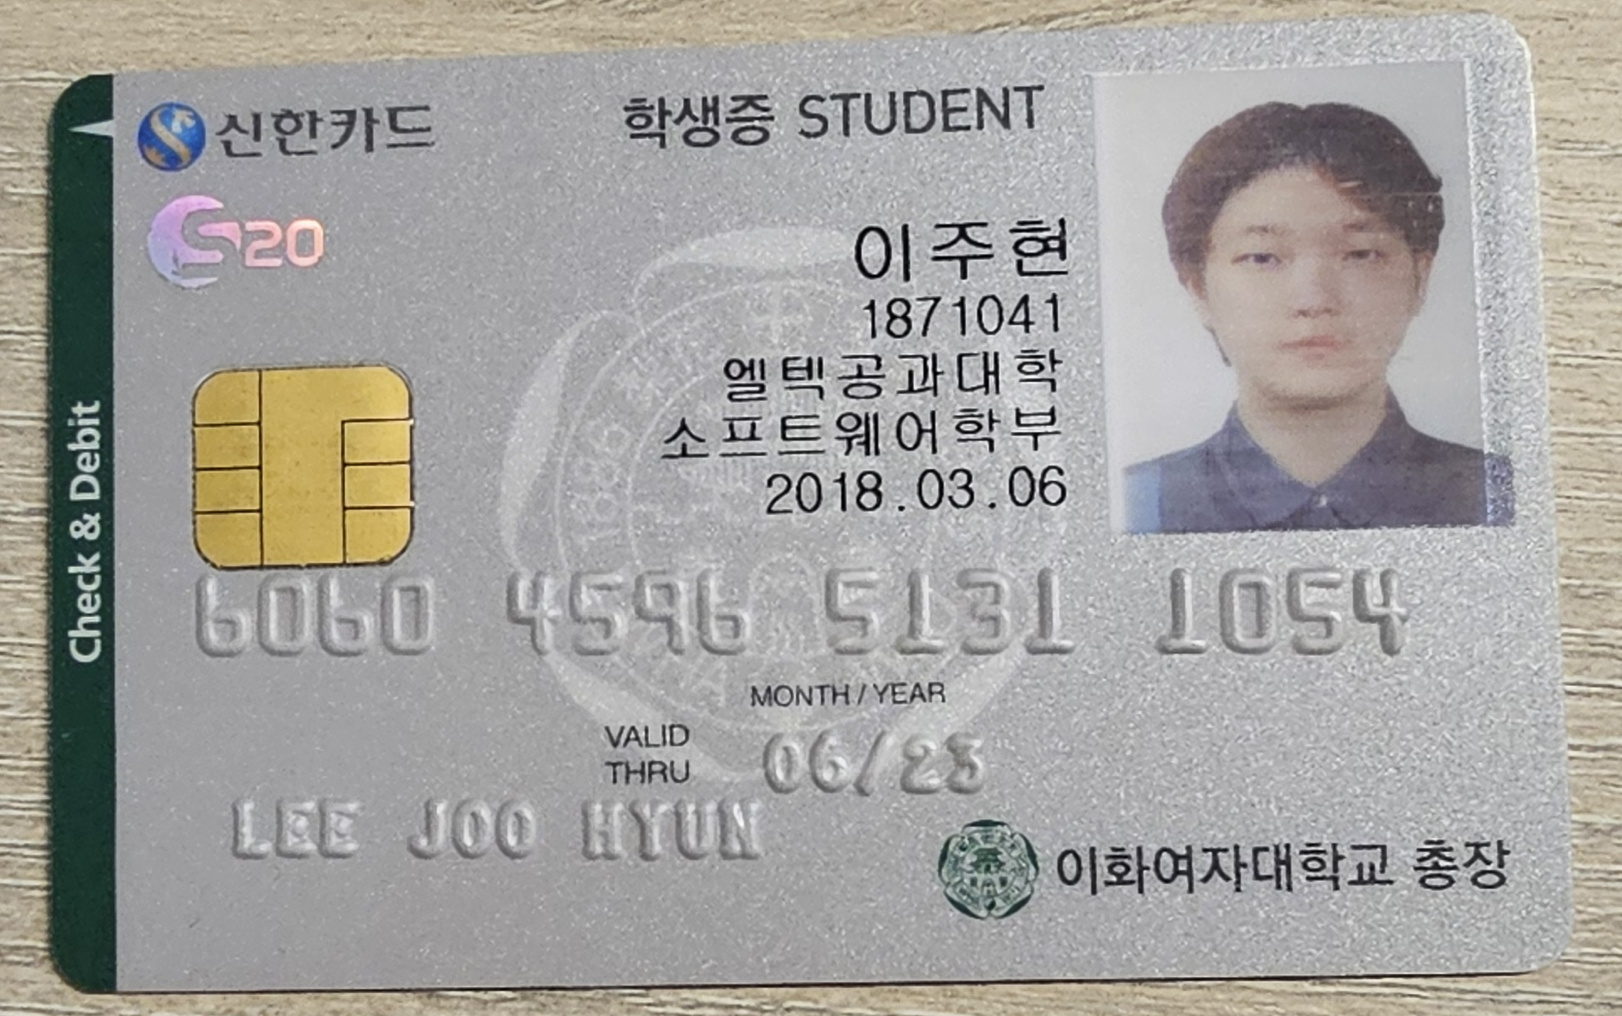 신한카드
학생증 STUDENT
S20
이주현
1871041
엘텍공과대학
소프트웨어학부
2018.03.06
Check & Debit
6060 4596 5131 1054
MONTH / YEAR
VALID THRU 06/23
LEE JOO HYUN
이화여자대학교 총장